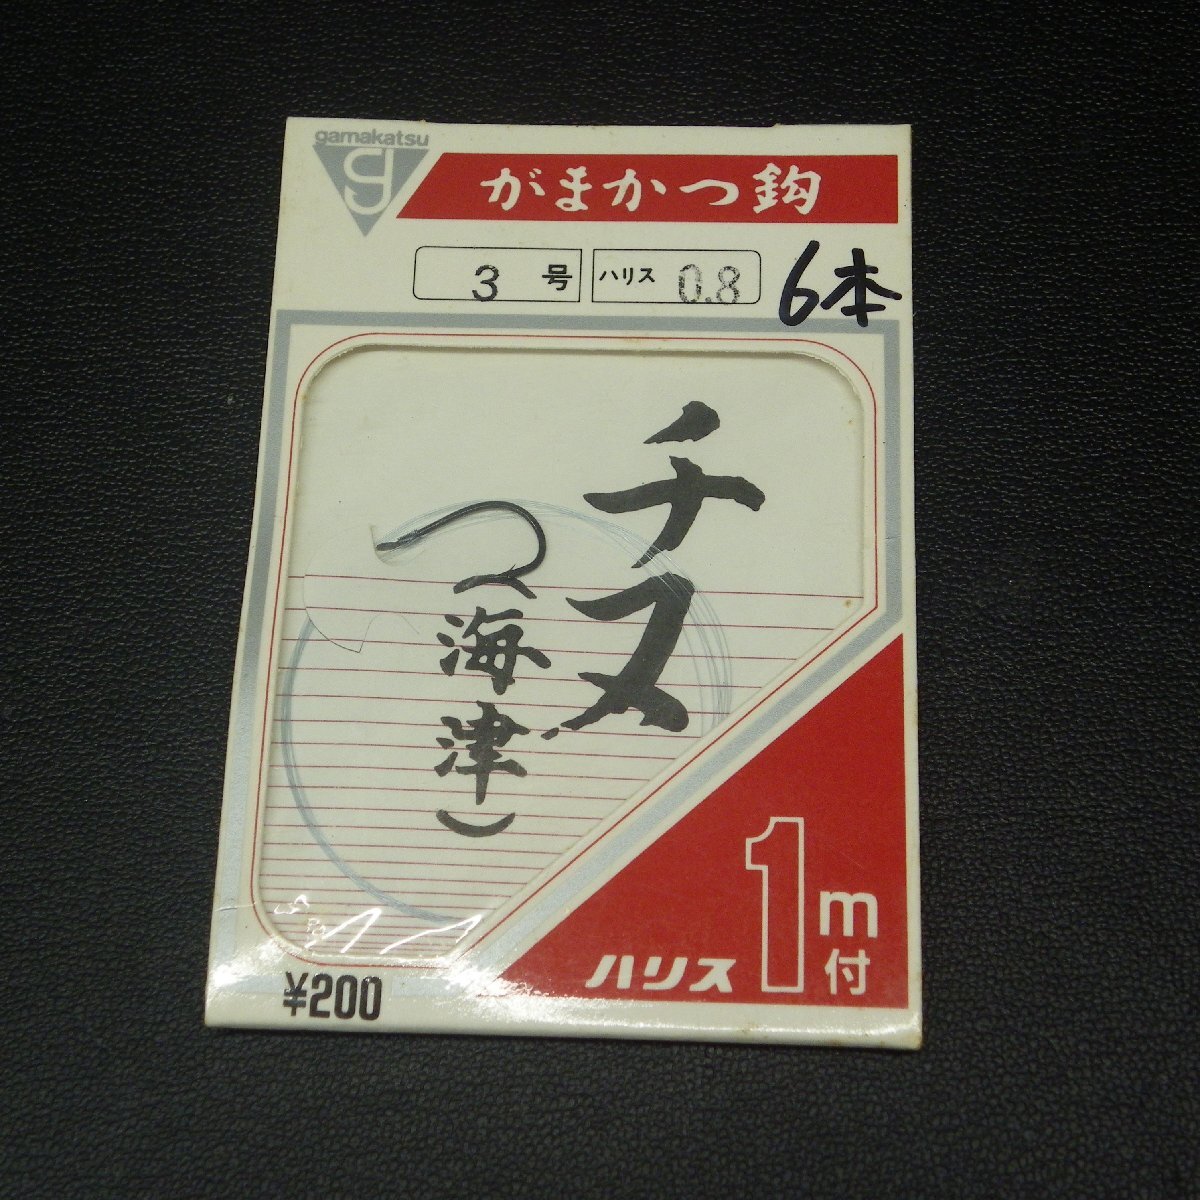 gamakatsu
g
がまかつ鈎
3 号 ハリス 0.8
6本
チヌ
(海津)
ハリス 1m付
¥200